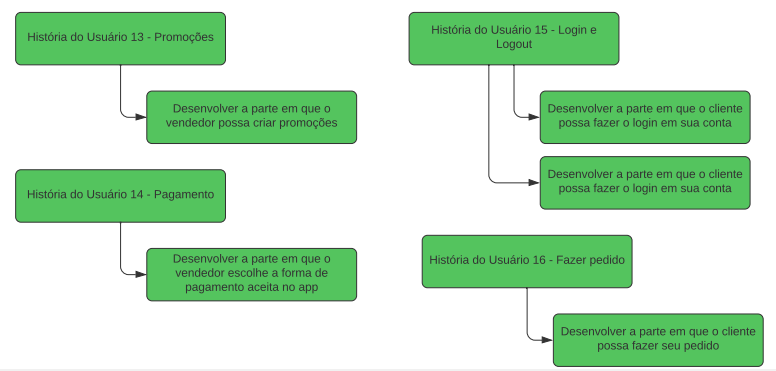 História do Usuário 13 - Promoções
Desenvolver a parte em que o
vendedor possa criar promoções
História do Usuário 14 - Pagamento
Desenvolver a parte em que o
vendedor escolhe a forma de
pagamento aceita no app
História do Usuário 15 - Login e
Logout
Desenvolver a parte em que o cliente
possa fazer o login em sua conta
Desenvolver a parte em que o cliente
possa fazer o login em sua conta
História do Usuário 16 - Fazer pedido
Desenvolver a parte em que o cliente
possa fazer seu pedido